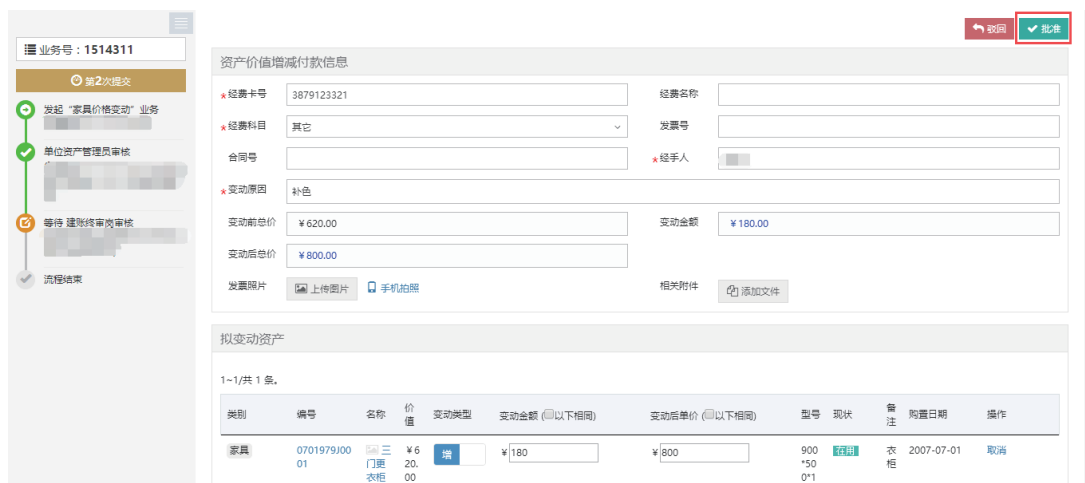 驳回 批准
业务号：1514311
第2次提交
发起“家具价格变动”业务
单位资产管理员审核
等待 建账终审岗审核
流程结束
资产价值增减付款信息
★经费卡号 3879123321 经费名称
★经费科目 其它 发票号
合同号 ★经手人
★变动原因 补色
变动前总价 ￥620.00 变动金额 ￥180.00
变动后总价 ￥800.00
发票照片 上传图片 手机拍照 相关附件 添加文件
拟变动资产
1~1/共 1 条。
类别 编号 名称 价值 变动类型 变动金额 (以下相同) 变动后单价 (以下相同) 型号 现状 备注 购置日期 操作
家具 0701979J00 三 ￥6 增 ￥ 180 ￥ 800 900 在用 衣 2007-07-01 取消
01 门更 20. *50 柜
衣柜 00 0*1